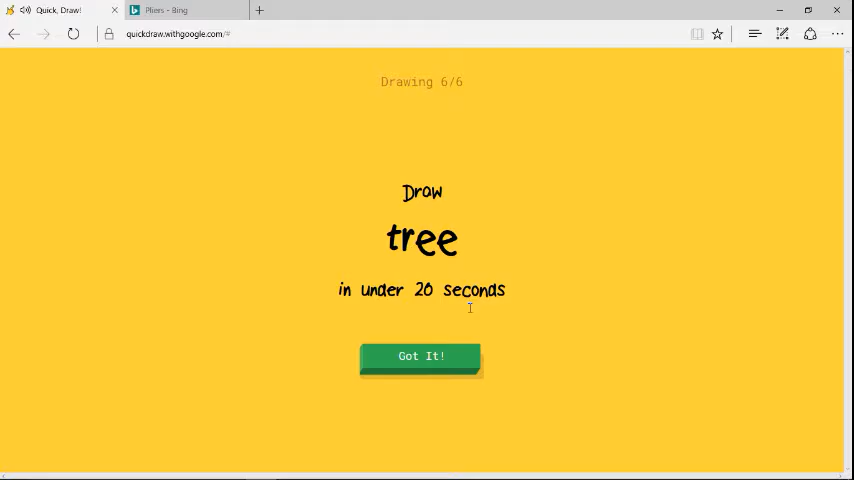 Quick, Draw!
Pliers - Bing
quickdraw.withgoogle.com/#
Drawing 6/6
Draw
tree
in under 20 seconds
Got It!